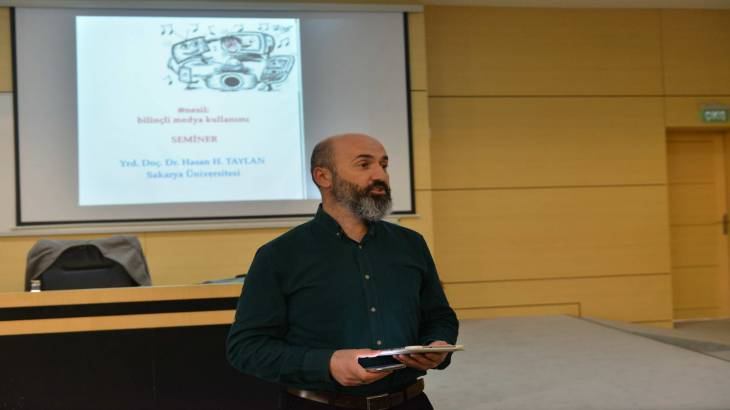 #nesil:
bilinçli medya kullanımı
SEMİNER
Yrd. Doç. Dr. Hasan H. TAYLAN
Sakarya Üniversitesi
ÇIKIŞ